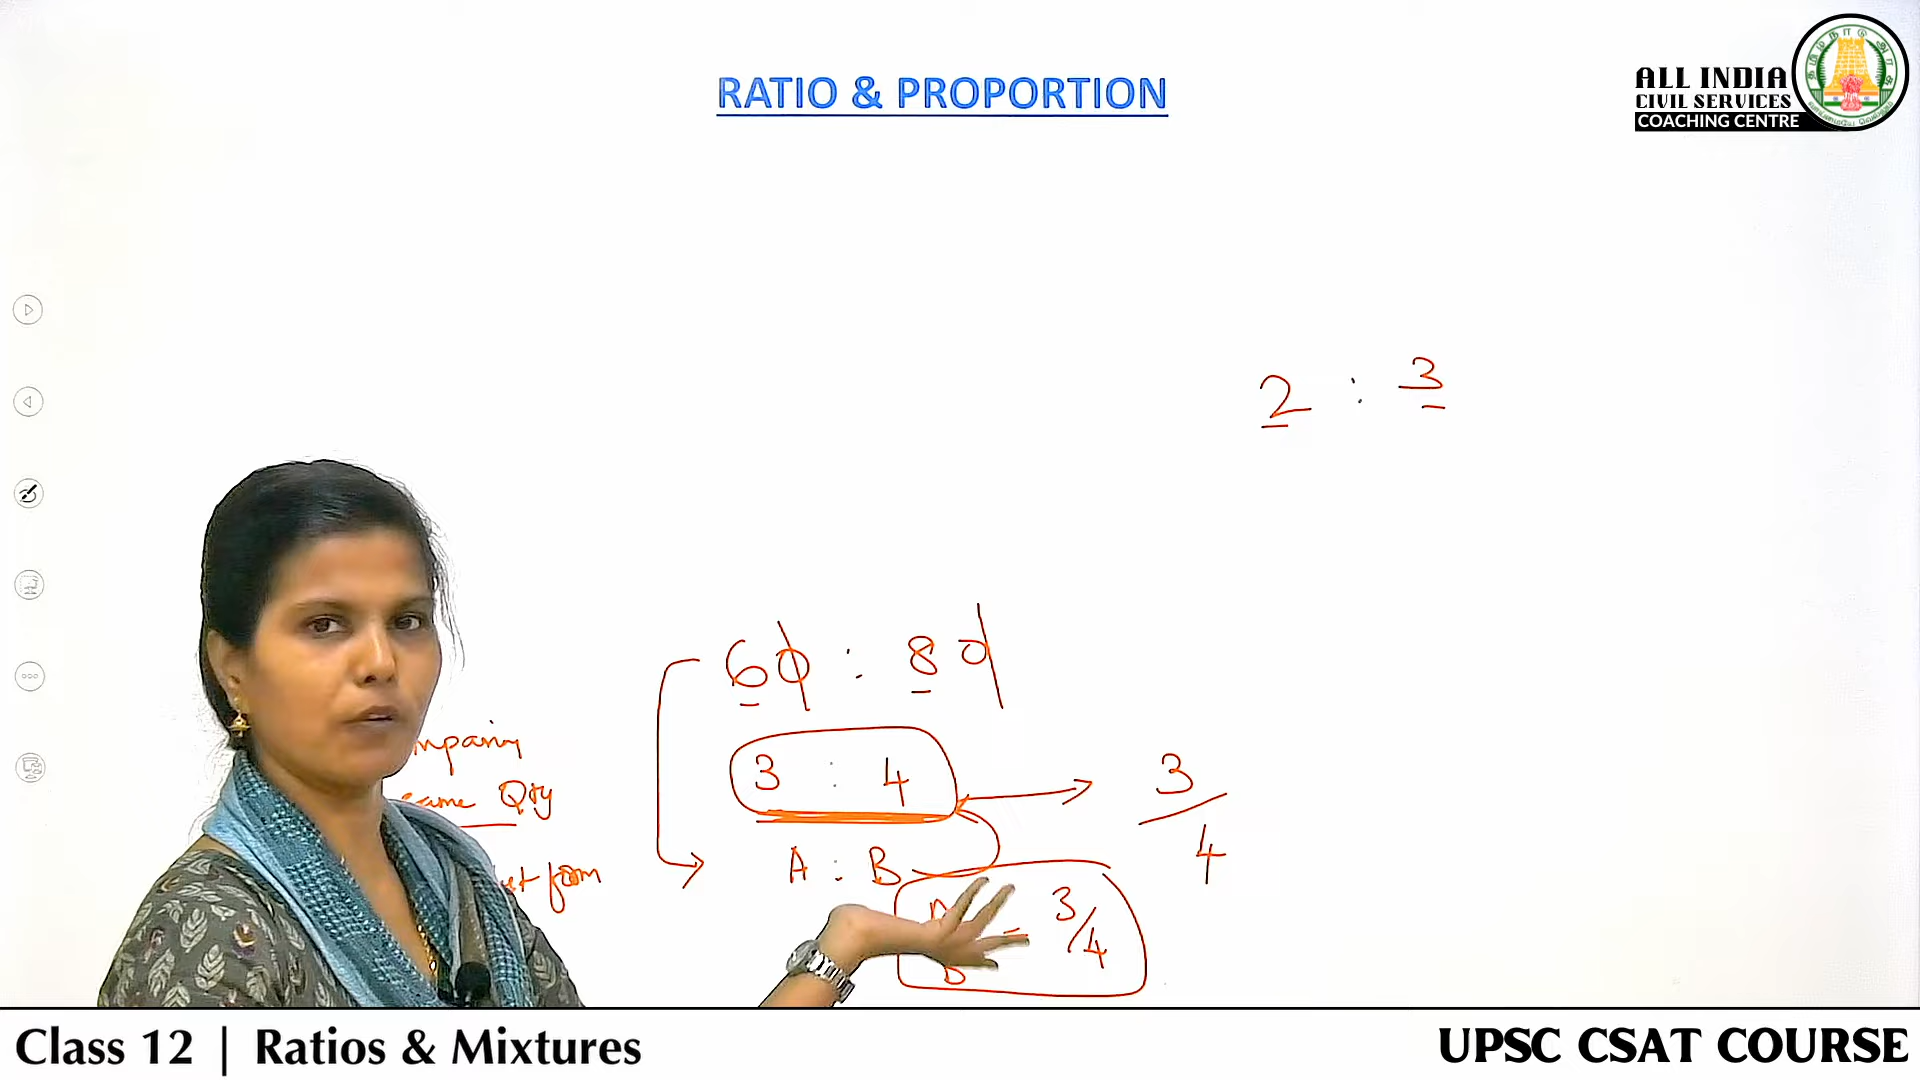 RATIO & PROPORTION
ALL INDIA
CIVIL SERVICES
COACHING CENTRE
2 : 3
60 : 80
3 : 4
3/4
A : B
= 3/4
same Qty
Class 12 | Ratios & Mixtures
UPSC CSAT COURSE